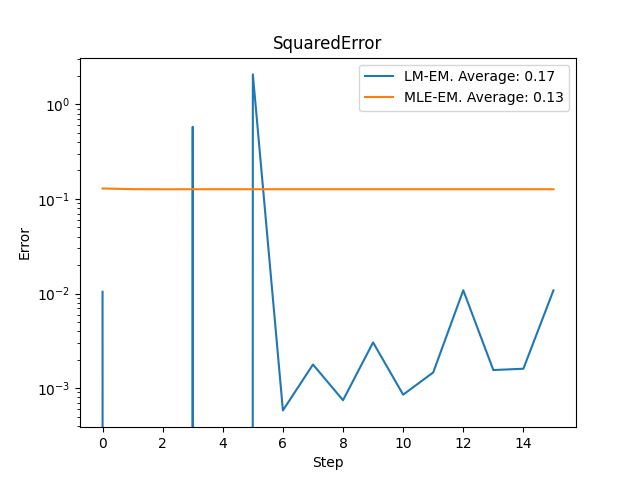 SquaredError
LM-EM. Average: 0.17
MLE-EM. Average: 0.13
Error
10^0
10^-1
10^-2
10^-3
0 2 4 6 8 10 12 14
Step